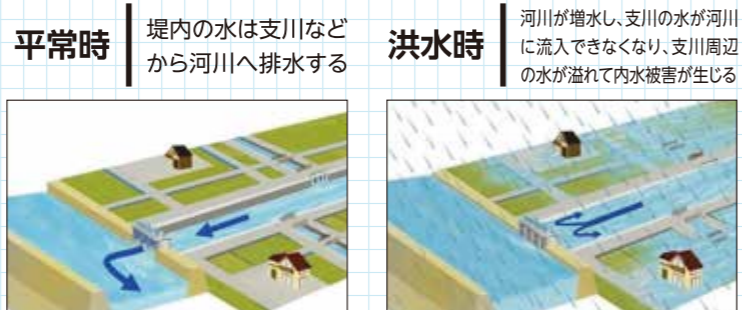 平常時
堤内の水は支川など
から河川へ排水する
洪水時
河川が増水し、支川の水が河川
に流入できなくなり、支川周辺
の水が溢れて内水被害が生じる